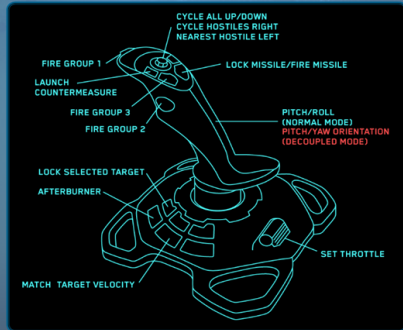 CYCLE ALL UP/DOWN
CYCLE HOSTILES RIGHT
NEAREST HOSTILE LEFT
FIRE GROUP 1
LOCK MISSILE/FIRE MISSILE
LAUNCH
COUNTERMEASURE
FIRE GROUP 3
FIRE GROUP 2
PITCH/ROLL
(NORMAL MODE)
PITCH/YAW ORIENTATION
(DECOUPLED MODE)
LOCK SELECTED TARGET
AFTERBURNER
SET THROTTLE
MATCH TARGET VELOCITY